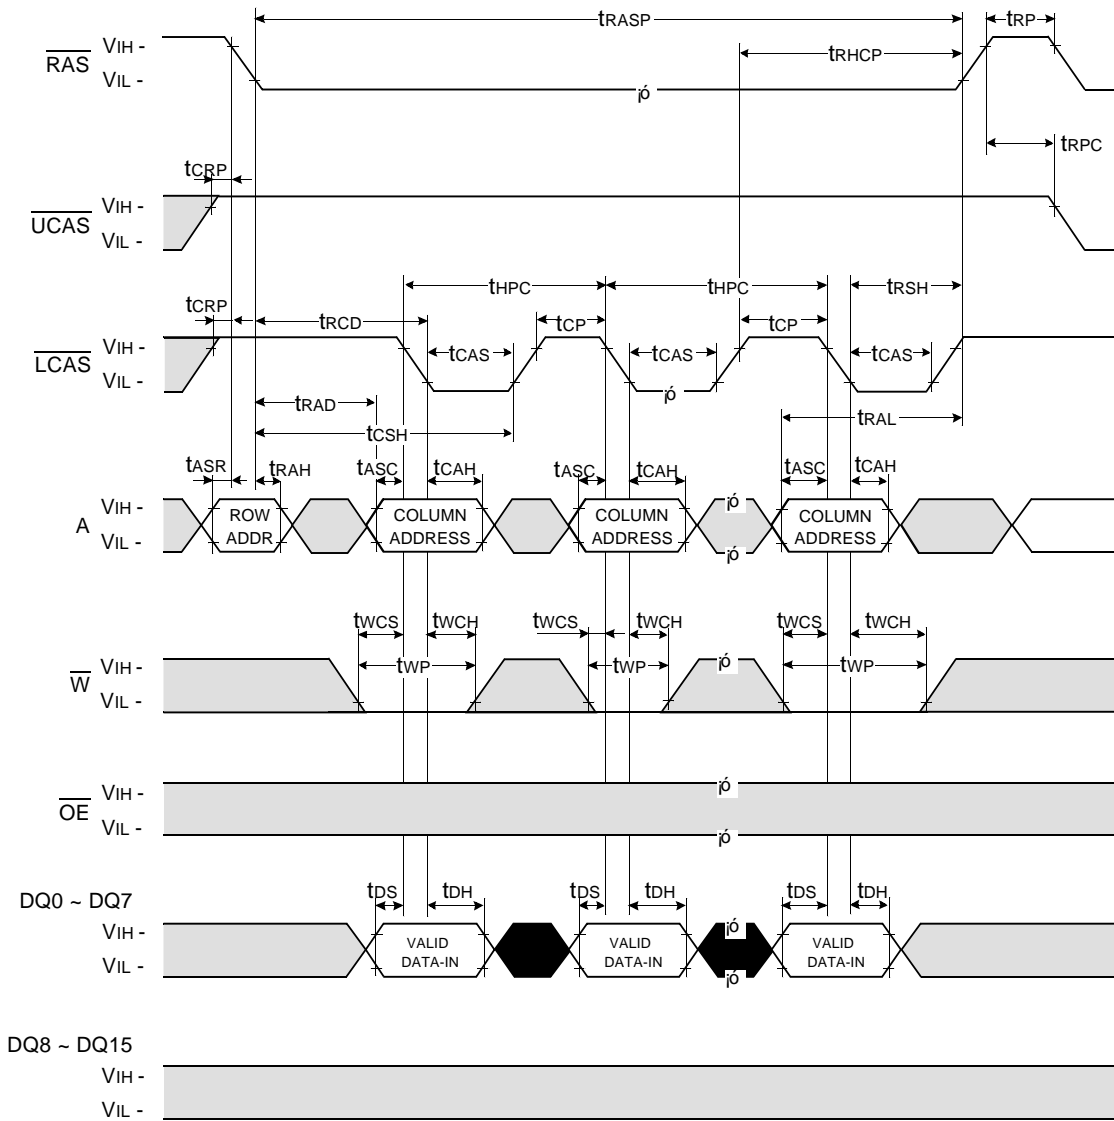 tRASP
tRP
RAS
VIH -
VIL -
tRHCP
¡ó
tRPC
tCRP
UCAS
VIH -
VIL -
tHPC
tHPC
tRSH
tCRP
tRCD
tCP
tCP
LCAS
VIH -
VIL -
tCAS
tCAS
tCAS
¡ó
tRAD
tRAL
tCSH
tASR
tRAH
tASC
tCAH
tASC
tCAH
tASC
tCAH
A
VIH -
VIL -
ROW
ADDR
COLUMN
ADDRESS
COLUMN
ADDRESS
¡ó
¡ó
COLUMN
ADDRESS
tWCS
tWCH
tWCS
tWCH
tWCS
tWCH
W
VIH -
VIL -
tWP
tWP
¡ó
tWP
OE
VIH -
VIL -
¡ó
¡ó
DQ0 ~ DQ7
tDS
tDH
tDS
tDH
tDS
tDH
VIH -
VIL -
VALID
DATA-IN
VALID
DATA-IN
¡ó
¡ó
VALID
DATA-IN
DQ8 ~ DQ15
VIH -
VIL -